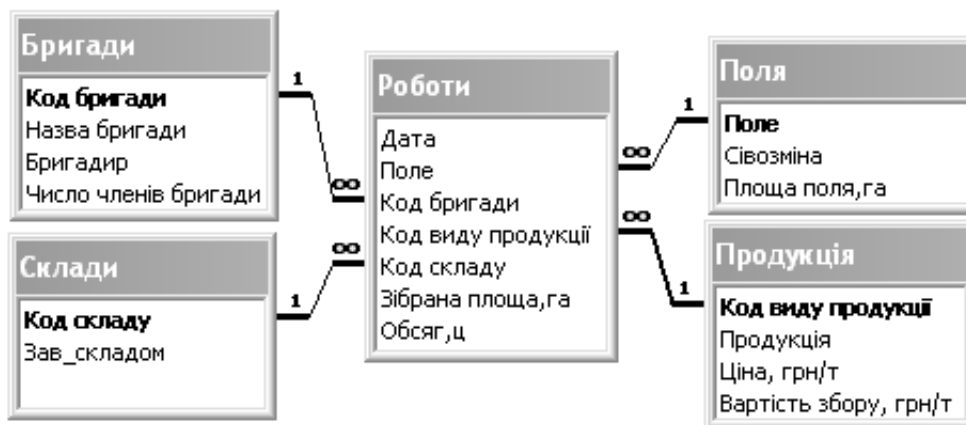 Бригади
Код бригади
Назва бригади
Бригадир
Число членів бригади
1
∞
Склади
Код складу
Зав_складом
1
∞
Роботи
Дата
Поле
Код бригади
Код виду продукції
Код складу
Зібрана площа,га
Обсяг,ц
Поля
Поле
Сівозміна
Площа поля,га
1
∞
Продукція
Код виду продукції
Продукція
Ціна, грн/т
Вартість збору, грн/т
1
∞